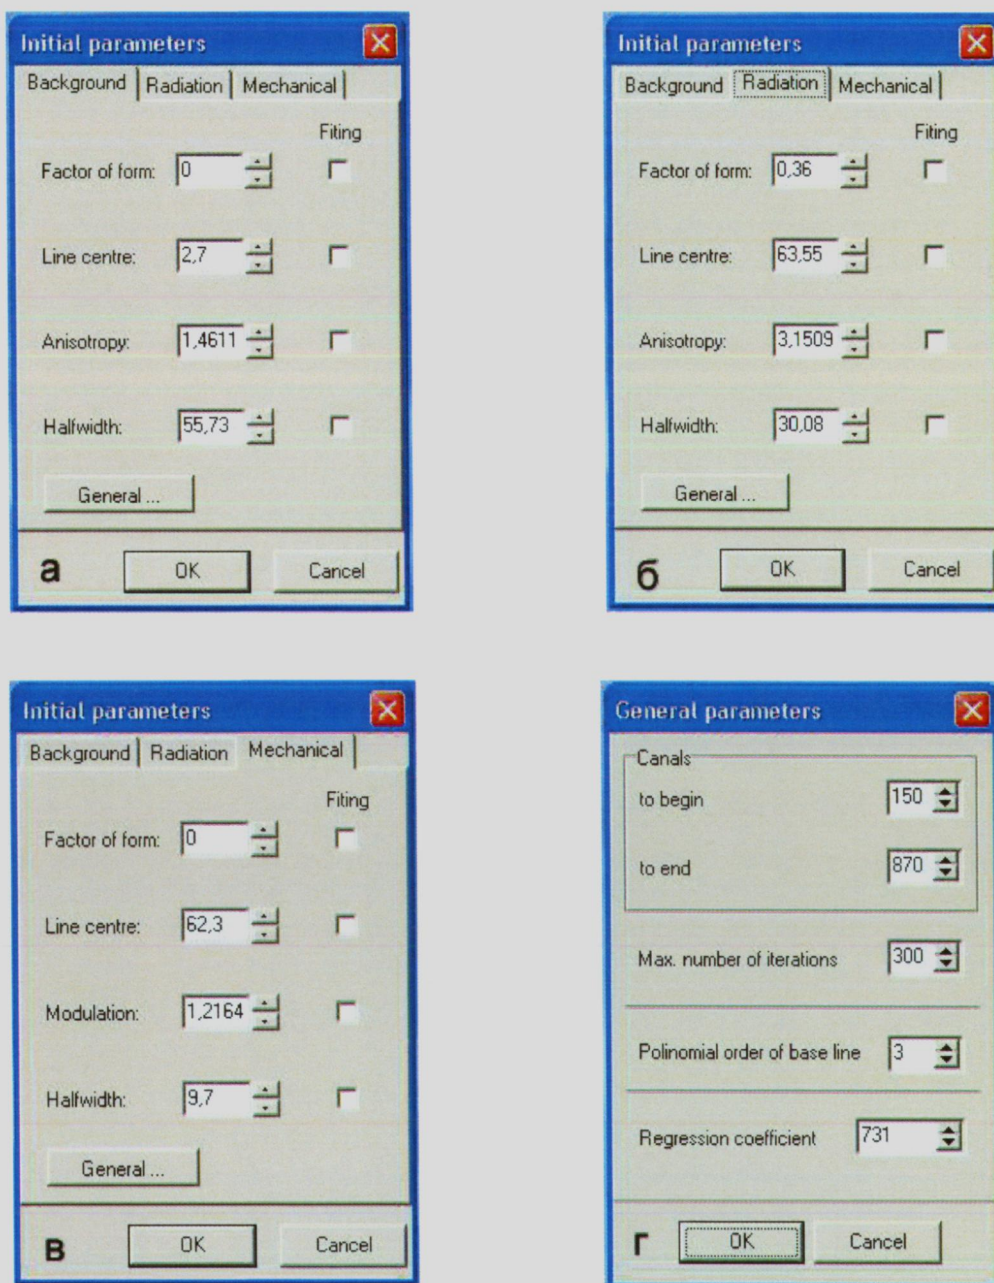 Initial parameters
Background Radiation Mechanical
Fiting
Factor of form: 0
Line centre: 2,7
Anisotropy: 1,4611
Halfwidth: 55,73
General ...
а OK Cancel
Initial parameters
Background Radiation Mechanical
Fiting
Factor of form: 0,36
Line centre: 63,55
Anisotropy: 3,1509
Halfwidth: 30,08
General ...
б OK Cancel
Initial parameters
Background Radiation Mechanical
Fiting
Factor of form: 0
Line centre: 62,3
Modulation: 1,2164
Halfwidth: 9,7
General ...
в OK Cancel
General parameters
Canals
to begin 150
to end 870
Max. number of iterations 300
Polinomial order of base line 3
Regression coefficient 731
г OK Cancel